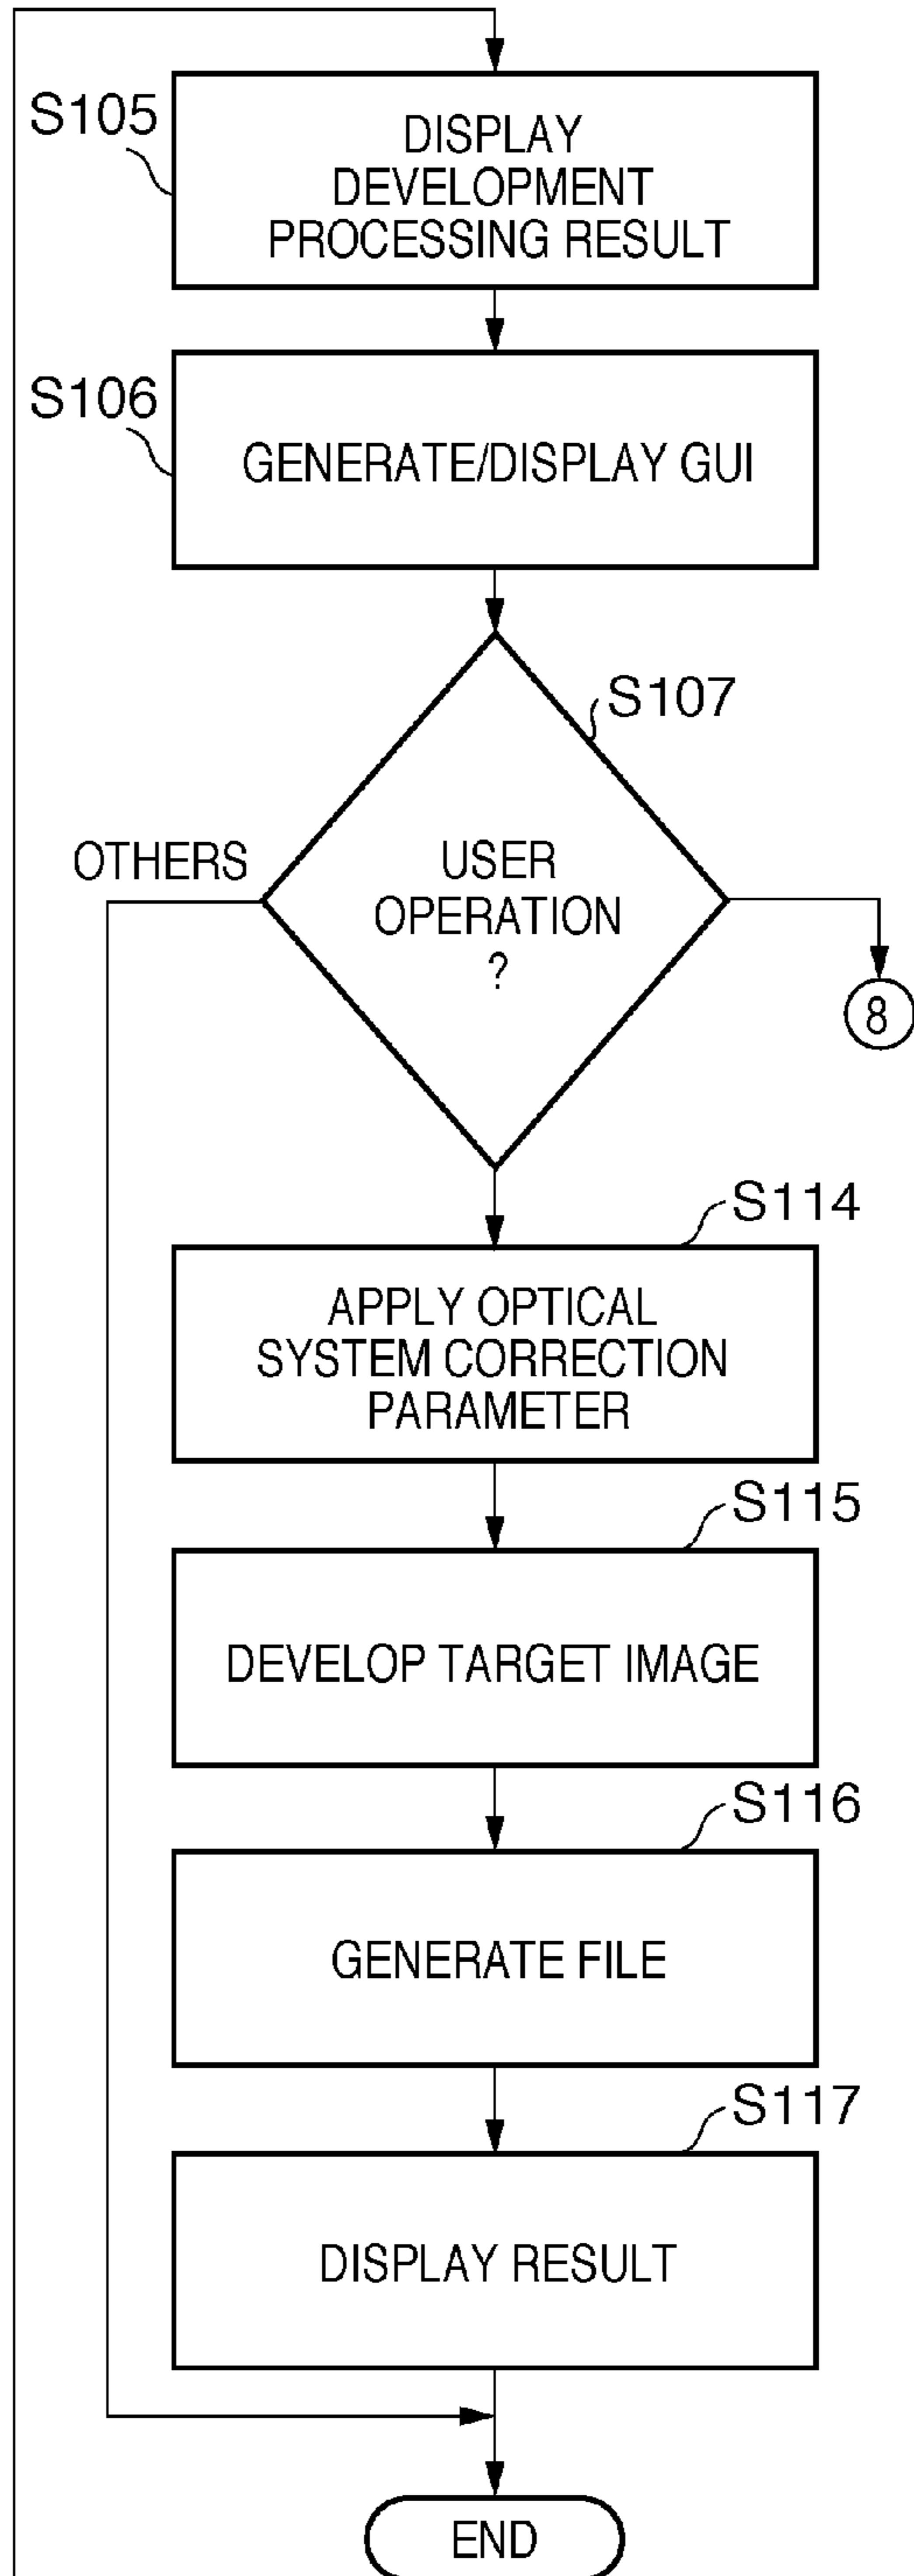 S105
DISPLAY
DEVELOPMENT
PROCESSING RESULT
S106
GENERATE/DISPLAY GUI
S107
OTHERS
USER
OPERATION
?
8
S114
APPLY OPTICAL
SYSTEM CORRECTION
PARAMETER
S115
DEVELOP TARGET IMAGE
S116
GENERATE FILE
S117
DISPLAY RESULT
END